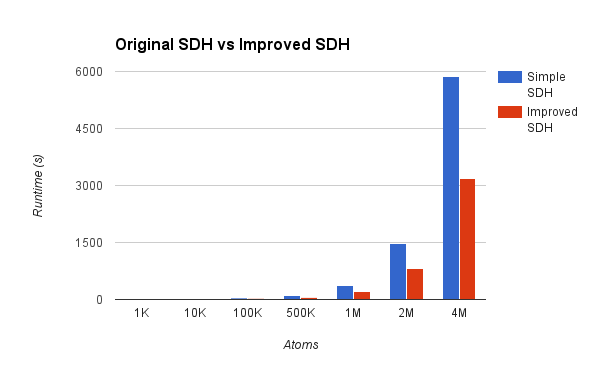 Original SDH vs Improved SDH
6000
4500
3000
1500
0
Runtime (s)
1K 10K 100K 500K 1M 2M 4M
Atoms
Simple
SDH
Improved
SDH